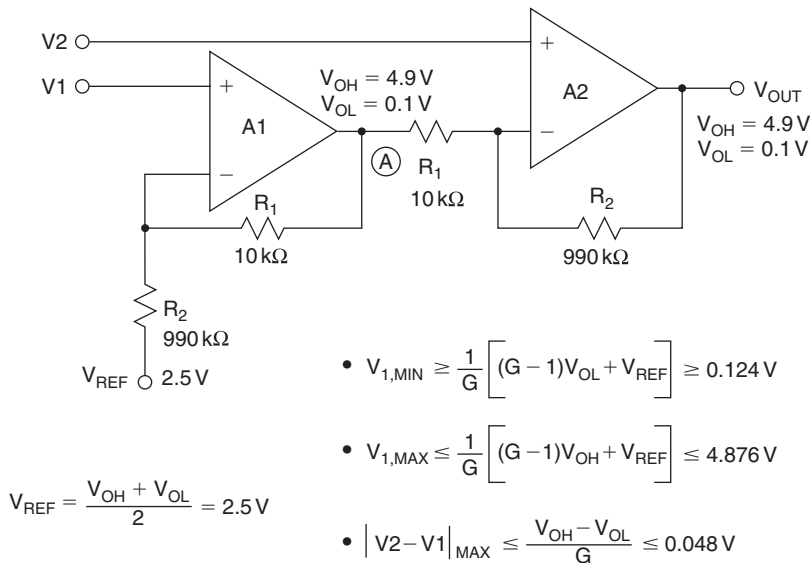 V2
V1
+
−
A1
V_OH = 4.9 V
V_OL = 0.1 V
A
R₁
10 kΩ
+
−
A2
V_OUT
V_OH = 4.9 V
V_OL = 0.1 V
R₁
10 kΩ
R₂
990 kΩ
R₂
990 kΩ
V_REF 2.5 V
• V_1,MIN ≥ 1/G [(G − 1)V_OL + V_REF] ≥ 0.124 V
• V_1,MAX ≤ 1/G [(G−1)V_OH + V_REF] ≤ 4.876 V
V_REF = (V_OH + V_OL)/2 = 2.5 V
• |V2−V1|_MAX ≤ (V_OH − V_OL)/G ≤ 0.048 V